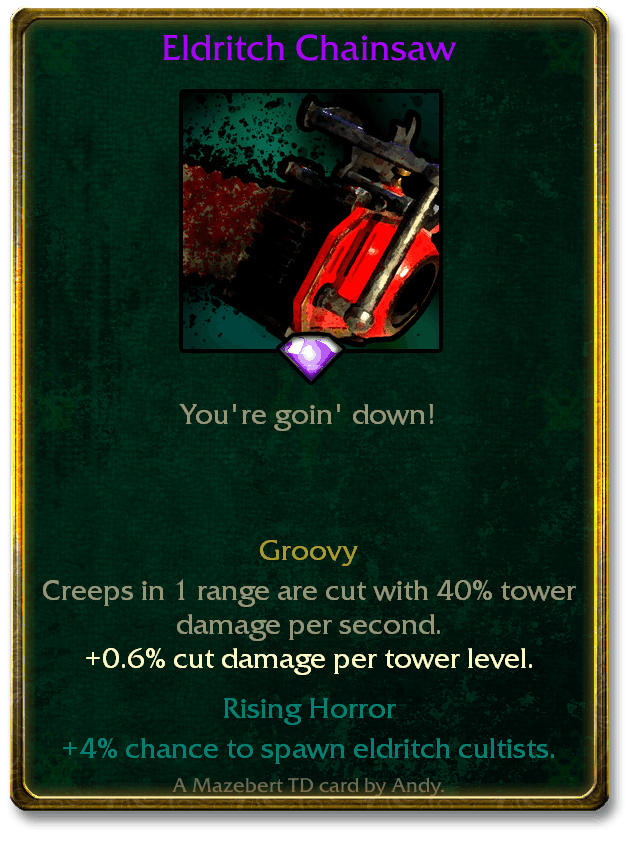 Eldritch Chainsaw
You're goin' down!
Groovy
Creeps in 1 range are cut with 40% tower
damage per second.
+0.6% cut damage per tower level.
Rising Horror
+4% chance to spawn eldritch cultists.
A Mazebert TD card by Andy.